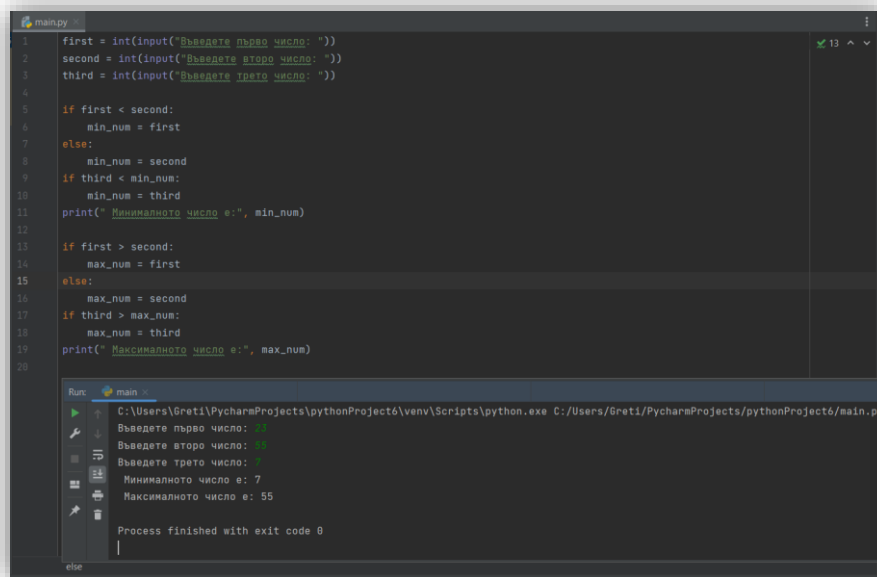 main.py
1 first = int(input("Въведете първо число: "))
2 second = int(input("Въведете второ число: "))
3 third = int(input("Въведете трето число: "))
4
5 if first < second:
6     min_num = first
7 else:
8     min_num = second
9 if third < min_num:
10     min_num = third
11 print(" Минималното число е:", min_num)
12
13 if first > second:
14     max_num = first
15 else:
16     max_num = second
17 if third > max_num:
18     max_num = third
19 print(" Максималното число е:", max_num)
20
13
Run: main
C:\Users\Greti\PycharmProjects\pythonProject6\venv\Scripts\python.exe C:/Users/Greti/PycharmProjects/pythonProject6/main.p
Въведете първо число: 23
Въведете второ число: 55
Въведете трето число: 7
 Минималното число е: 7
 Максималното число е: 55
Process finished with exit code 0
else